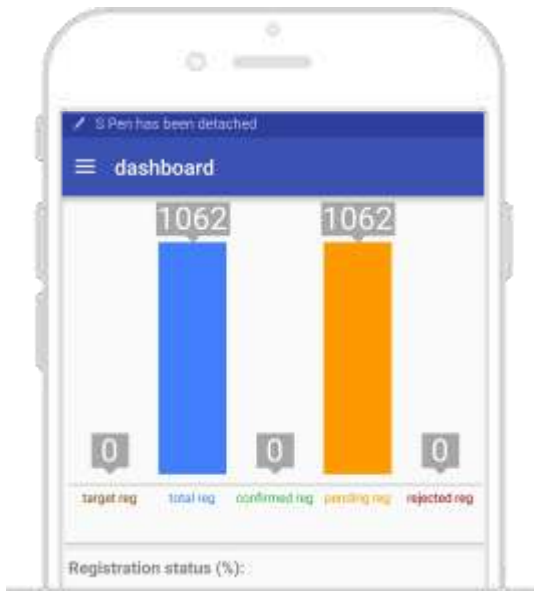 S Pen has been detached
dashboard
1062 1062
0 0 0
target reg total reg confirmed reg pending reg rejected reg
Registration status (%):